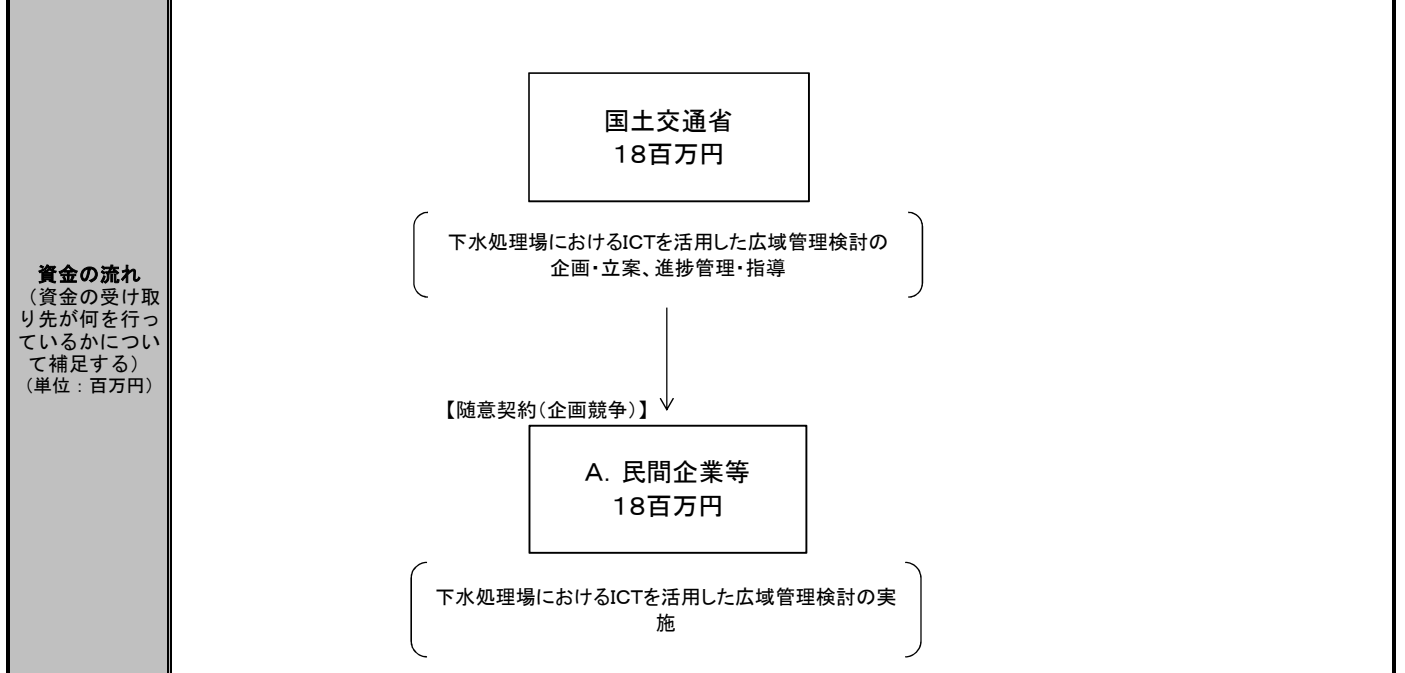 資金の流れ
（資金の受け取
り先が何を行っ
ているかについ
て補足する）
（単位：百万円）
国土交通省
18百万円
下水処理場におけるICTを活用した広域管理検討の
企画・立案、進捗管理・指導
【随意契約（企画競争）】
A．民間企業等
18百万円
下水処理場におけるICTを活用した広域管理検討の実
施